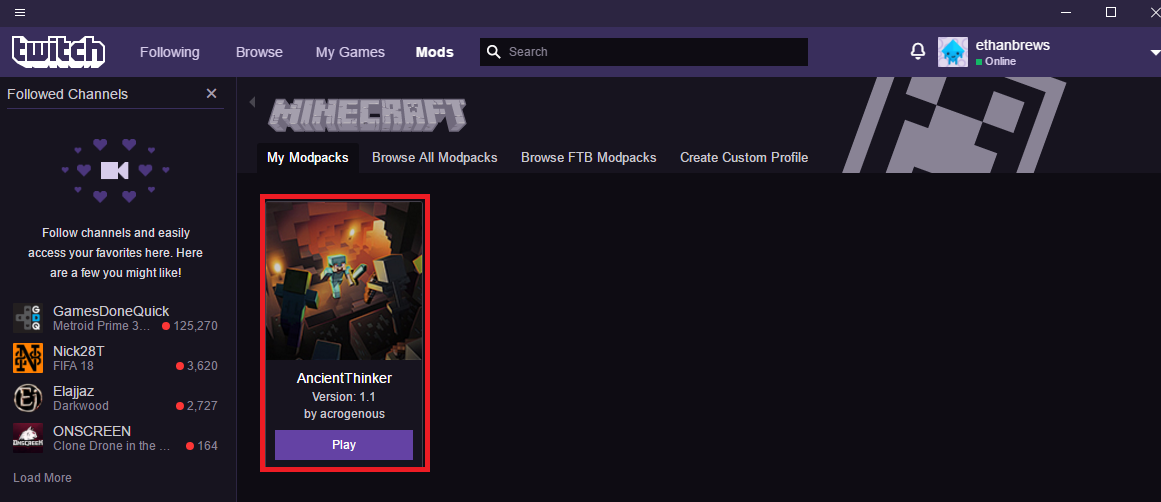 twitch
Following
Browse
My Games
Mods
Search
ethanbrews
Online
Followed Channels
MINECRAFT
My Modpacks
Browse All Modpacks
Browse FTB Modpacks
Create Custom Profile
Follow channels and easily
access your favorites here. Here
are a few you might like!
GDQ
GamesDoneQuick
Metroid Prime 3... 125,270
Nick28T
FIFA 18 3,620
Ej
Elajjaz
Darkwood 2,727
ONSCREEN
ONSCREEN
Clone Drone in the ... 164
Load More
AncientThinker
Version: 1.1
by acrogenous
Play